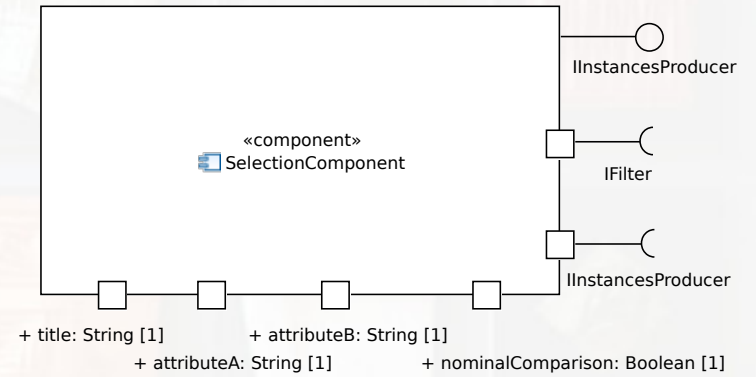 IInstancesProducer
«component»
SelectionComponent
IFilter
IInstancesProducer
+ title: String [1]
+ attributeB: String [1]
+ attributeA: String [1]
+ nominalComparison: Boolean [1]